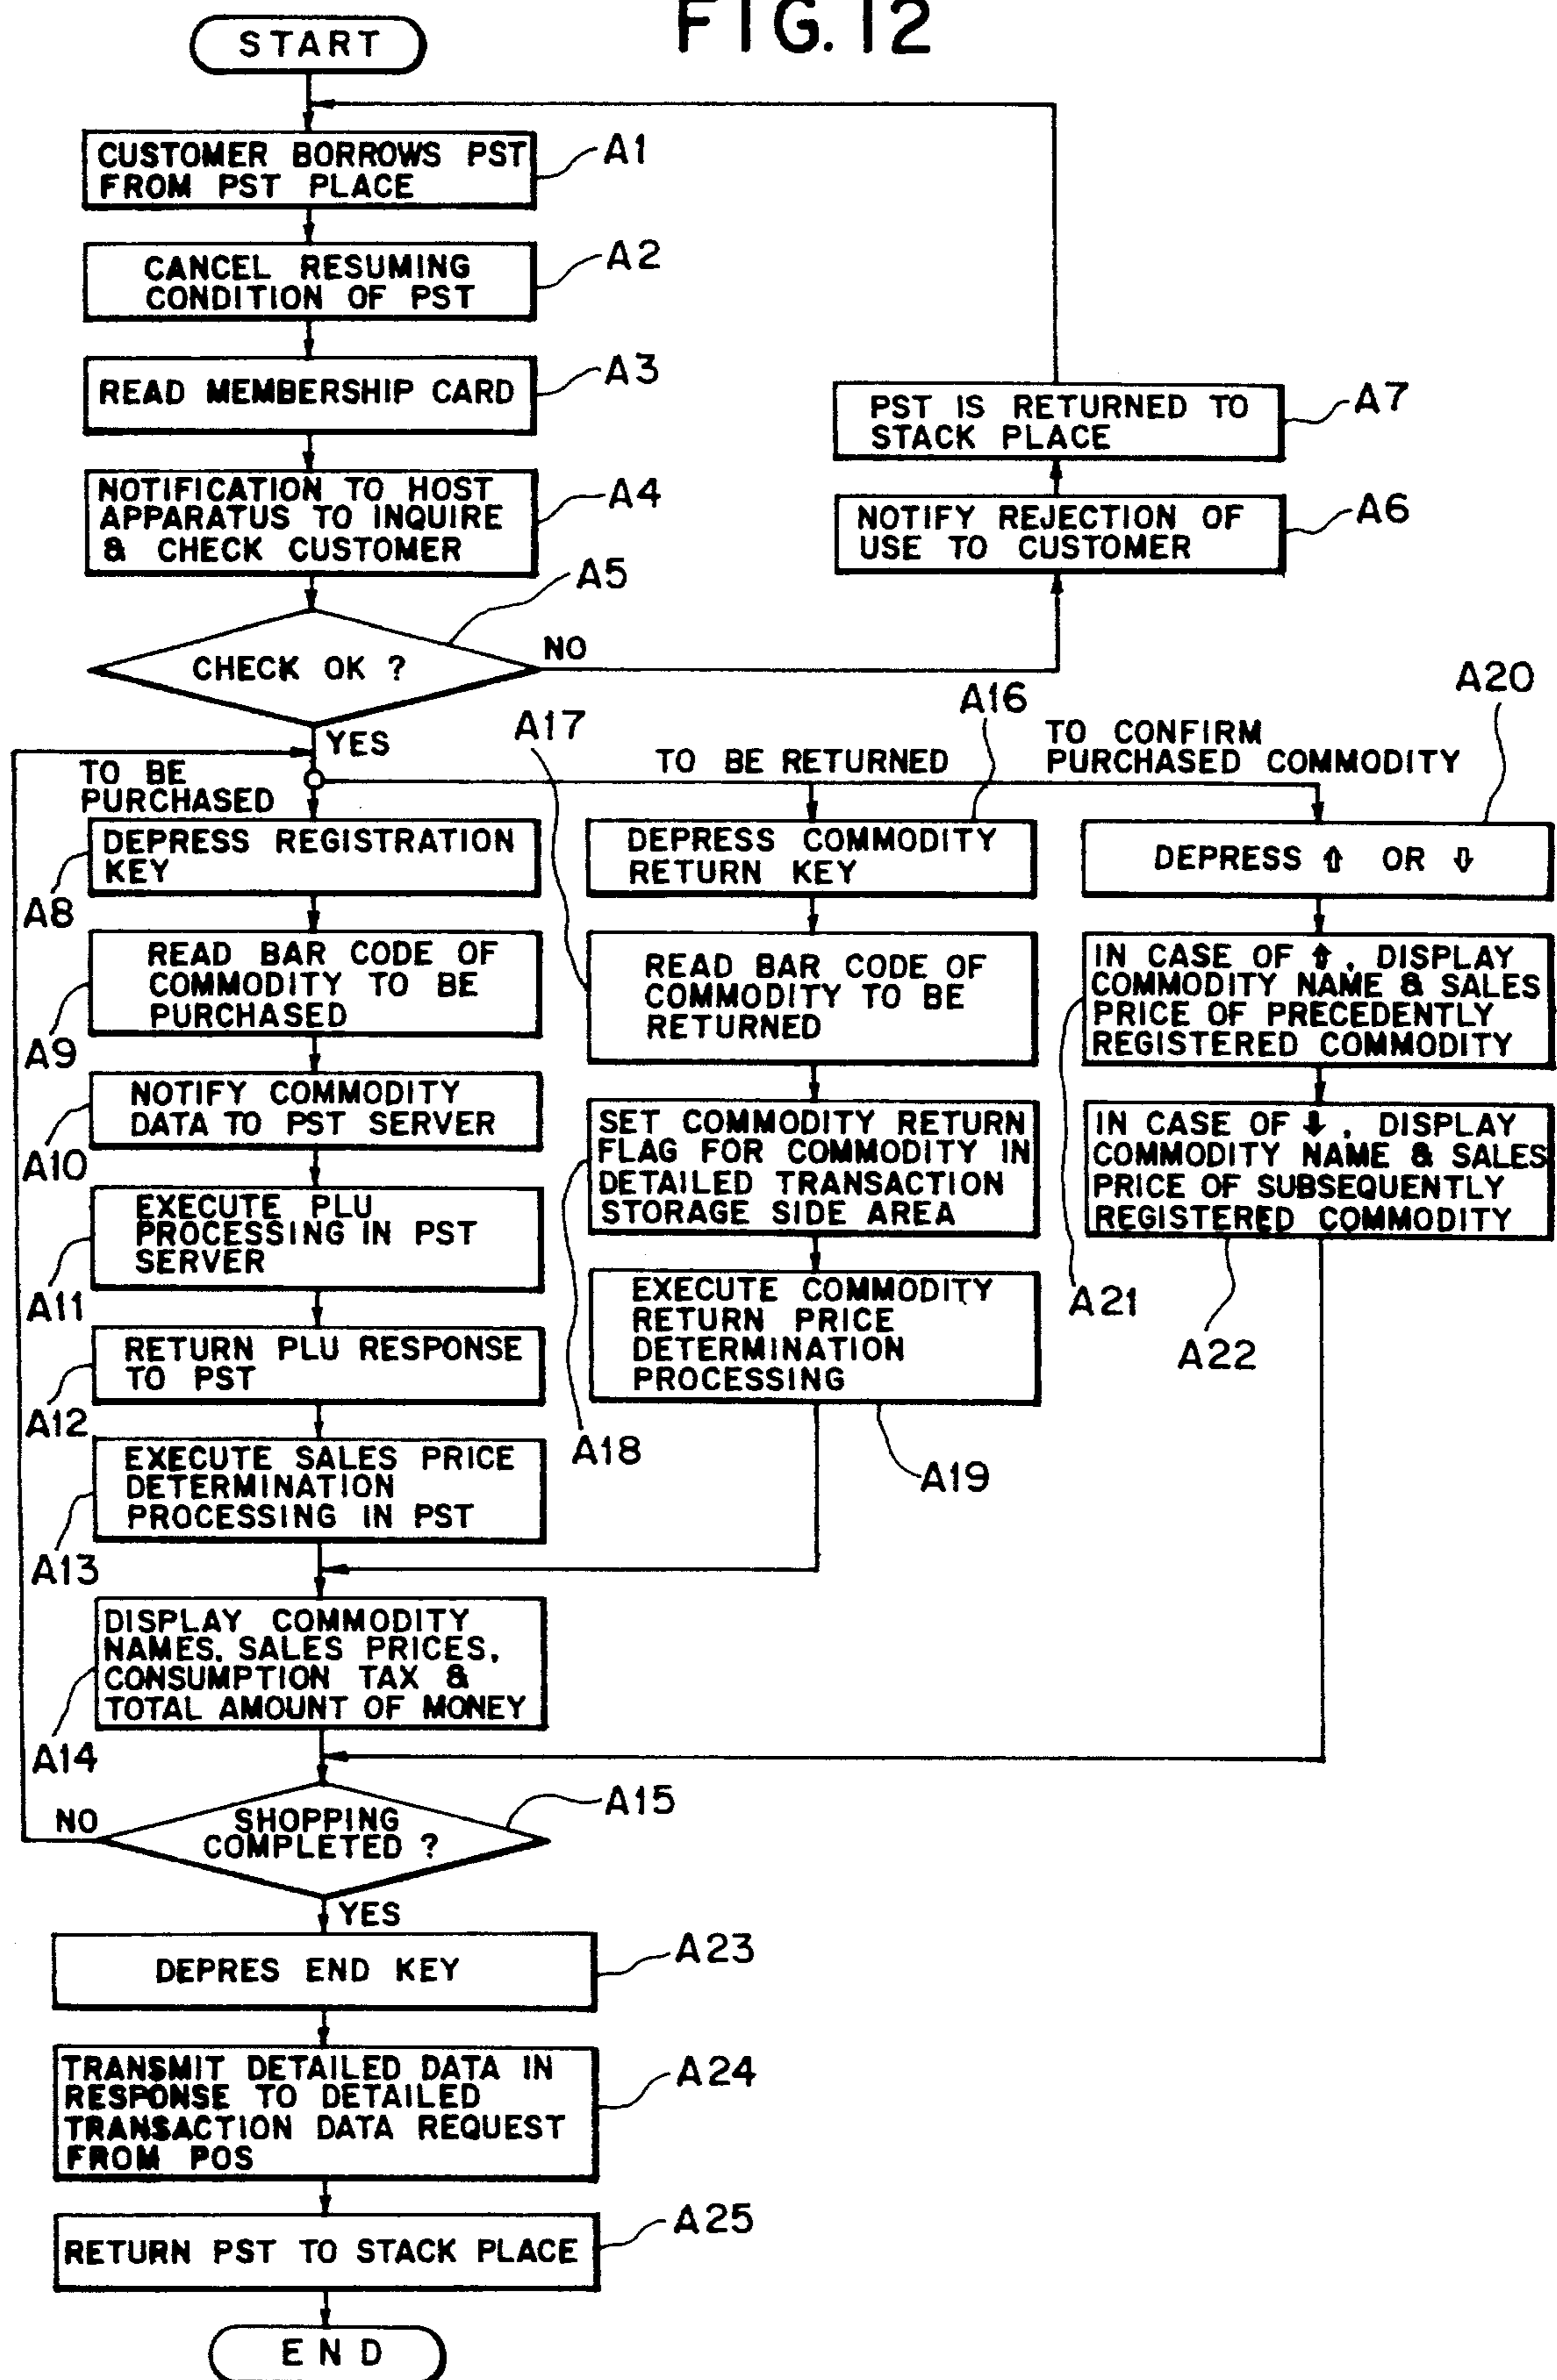 FIG. 12
START
CUSTOMER BORROWS PST
FROM PST PLACE
A1
CANCEL RESUMING
CONDITION OF PST
A2
READ MEMBERSHIP CARD
A3
NOTIFICATION TO HOST
APPARATUS TO INQUIRE
& CHECK CUSTOMER
A4
CHECK OK ?
A5
NO
NOTIFY REJECTION OF
USE TO CUSTOMER
A6
PST IS RETURNED TO
STACK PLACE
A7
YES
TO BE
PURCHASED
DEPRESS REGISTRATION
KEY
A8
READ BAR CODE OF
COMMODITY TO BE
PURCHASED
A9
NOTIFY COMMODITY
DATA TO PST SERVER
A10
EXECUTE PLU
PROCESSING IN PST
SERVER
A11
RETURN PLU RESPONSE
TO PST
A12
EXECUTE SALES PRICE
DETERMINATION
PROCESSING IN PST
A13
DISPLAY COMMODITY
NAMES, SALES PRICES,
CONSUMPTION TAX &
TOTAL AMOUNT OF MONEY
A14
SHOPPING
COMPLETED ?
A15
NO
YES
TO BE RETURNED
A16
DEPRESS COMMODITY
RETURN KEY
A17
READ BAR CODE OF
COMMODITY TO BE
RETURNED
SET COMMODITY RETURN
FLAG FOR COMMODITY IN
DETAILED TRANSACTION
STORAGE SIDE AREA
A18
EXECUTE COMMODITY
RETURN PRICE
DETERMINATION
PROCESSING
A19
TO CONFIRM
PURCHASED COMMODITY
A20
DEPRESS ⇧ OR ⇩
IN CASE OF ⇧, DISPLAY
COMMODITY NAME & SALES
PRICE OF PRECEDENTLY
REGISTERED COMMODITY
A21
IN CASE OF ⇩, DISPLAY
COMMODITY NAME & SALES
PRICE OF SUBSEQUENTLY
REGISTERED COMMODITY
A22
DEPRES END KEY
A23
TRANSMIT DETAILED DATA IN
RESPONSE TO DETAILED
TRANSACTION DATA REQUEST
FROM POS
A24
RETURN PST TO STACK PLACE
A25
END